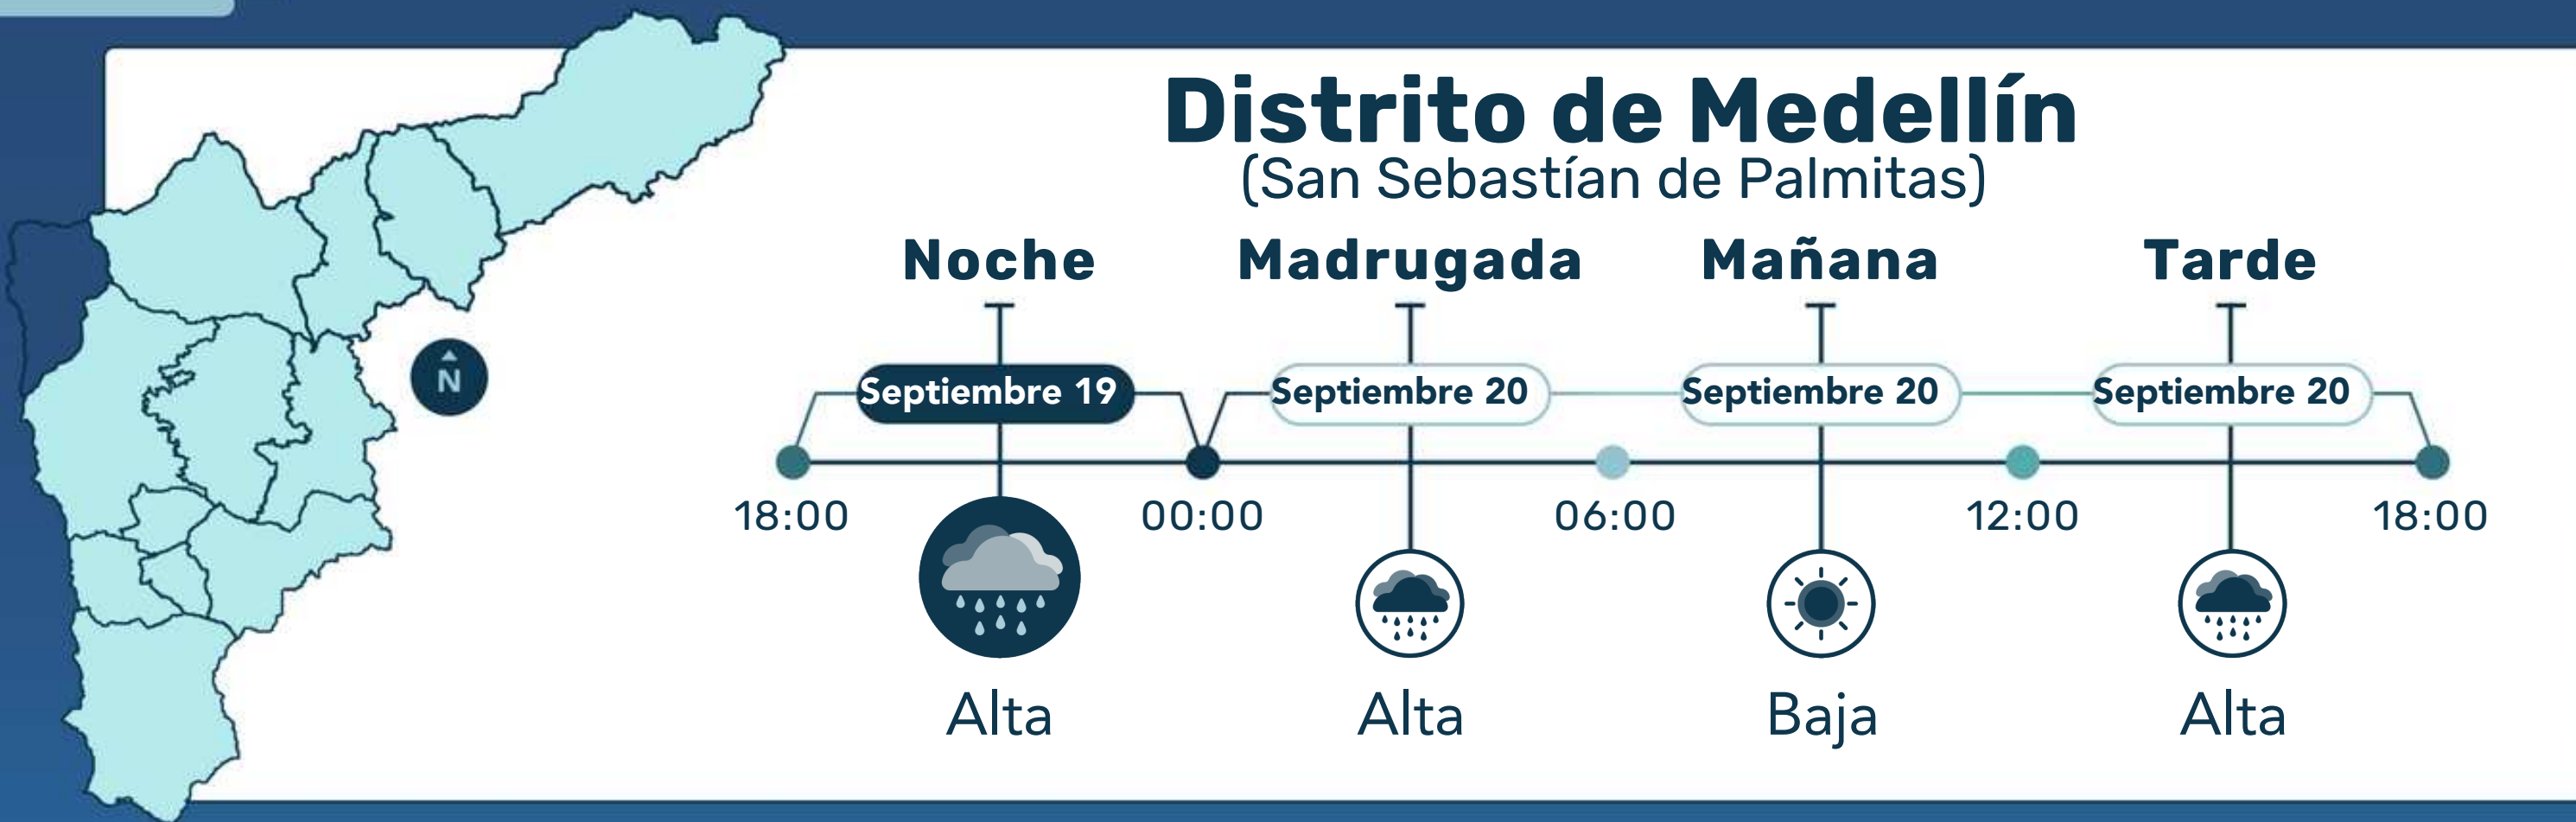 Distrito de Medellín
(San Sebastían de Palmitas)
Noche Madrugada Mañana Tarde
Septiembre 19 Septiembre 20 Septiembre 20 Septiembre 20
N
18:00 00:00 06:00 12:00 18:00
Alta Alta Baja Alta